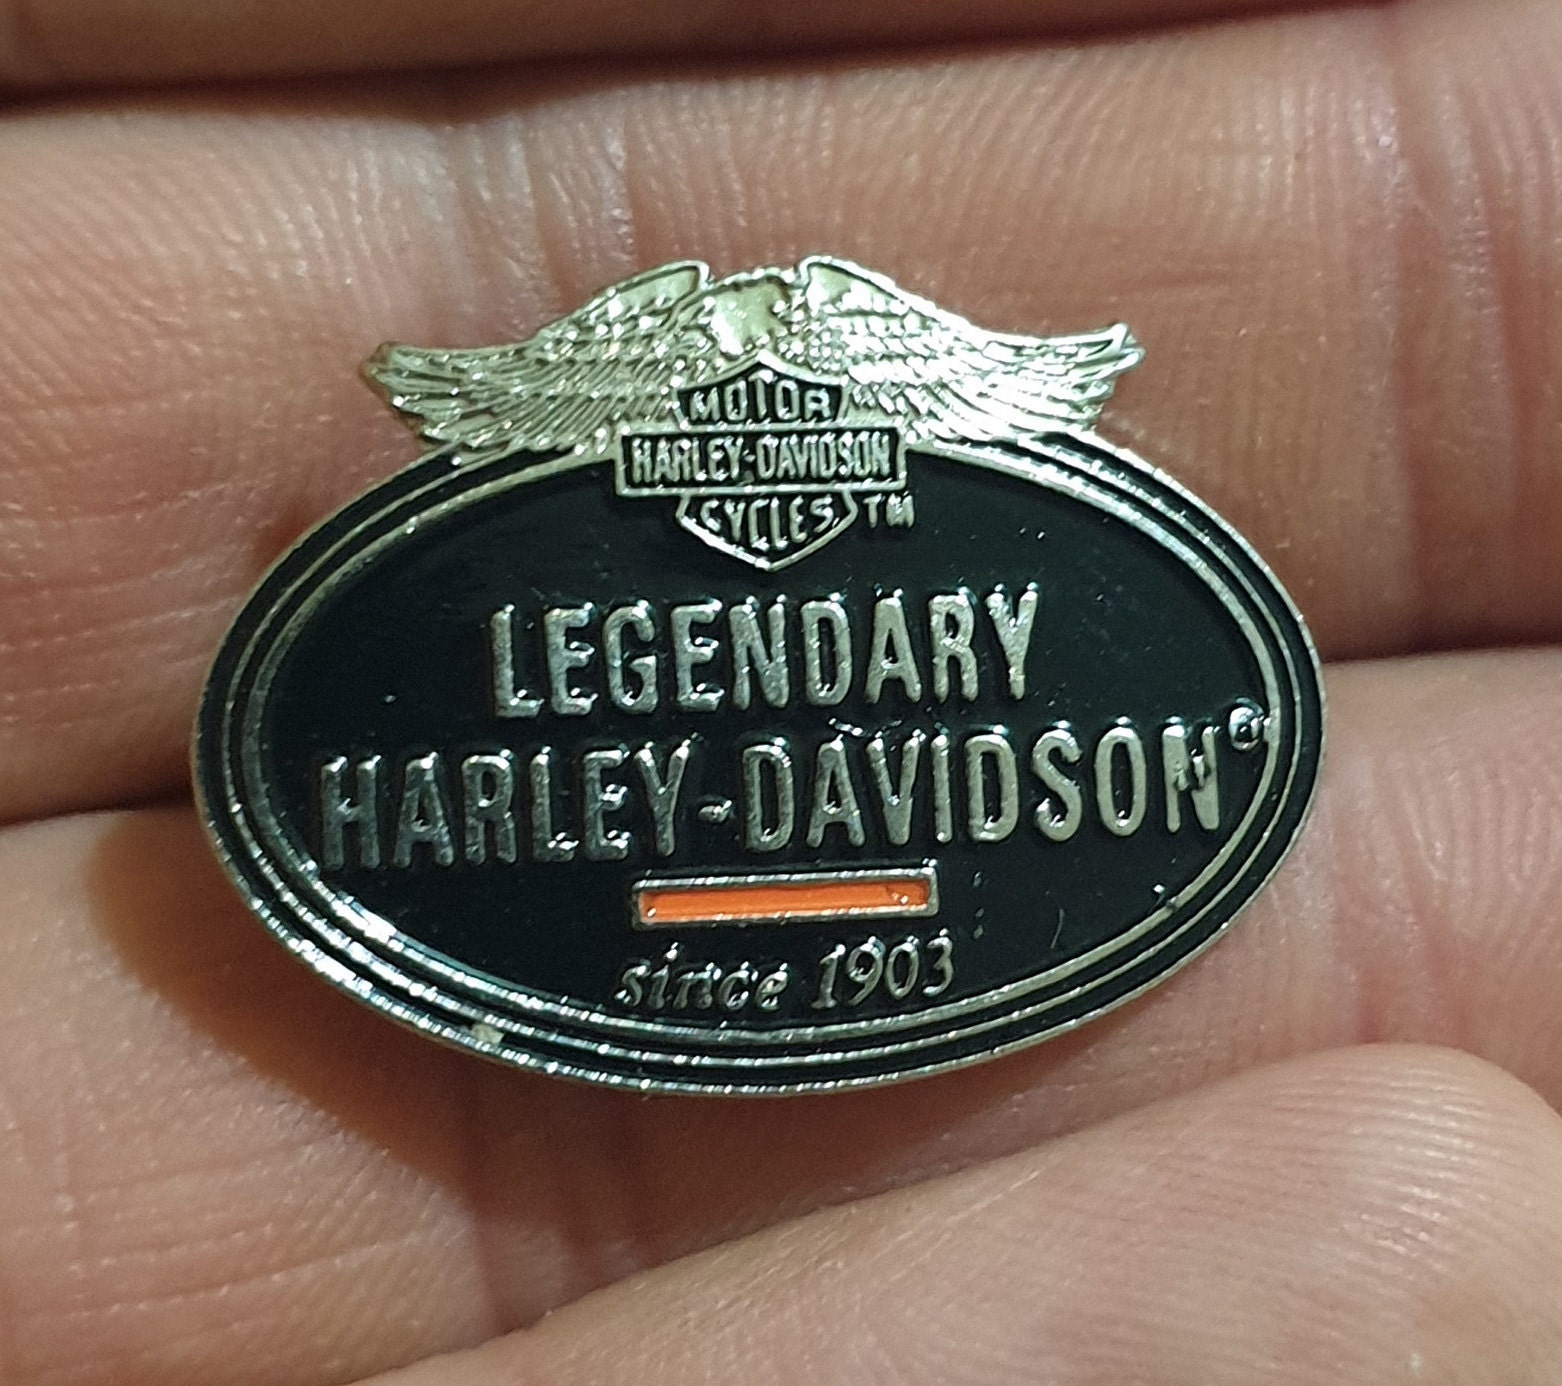 MOTOR
HARLEY-DAVIDSON
CYCLES TM
LEGENDARY
HARLEY-DAVIDSON®
since 1903